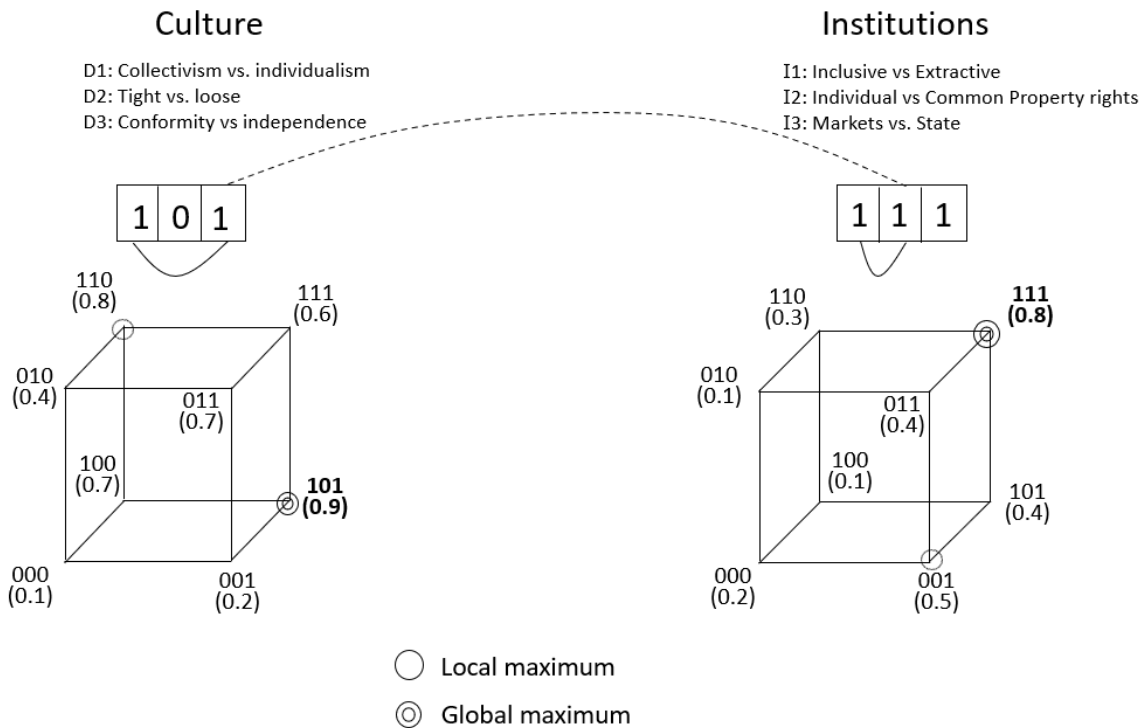 Culture
D1: Collectivism vs. individualism
D2: Tight vs. loose
D3: Conformity vs independence
1 0 1
110
(0.8)
111
(0.6)
010
(0.4)
011
(0.7)
100
(0.7)
101
(0.9)
000
(0.1)
001
(0.2)
Institutions
I1: Inclusive vs Extractive
I2: Individual vs Common Property rights
I3: Markets vs. State
1 1 1
110
(0.3)
111
(0.8)
010
(0.1)
011
(0.4)
100
(0.1)
101
(0.4)
000
(0.2)
001
(0.5)
Local maximum
Global maximum